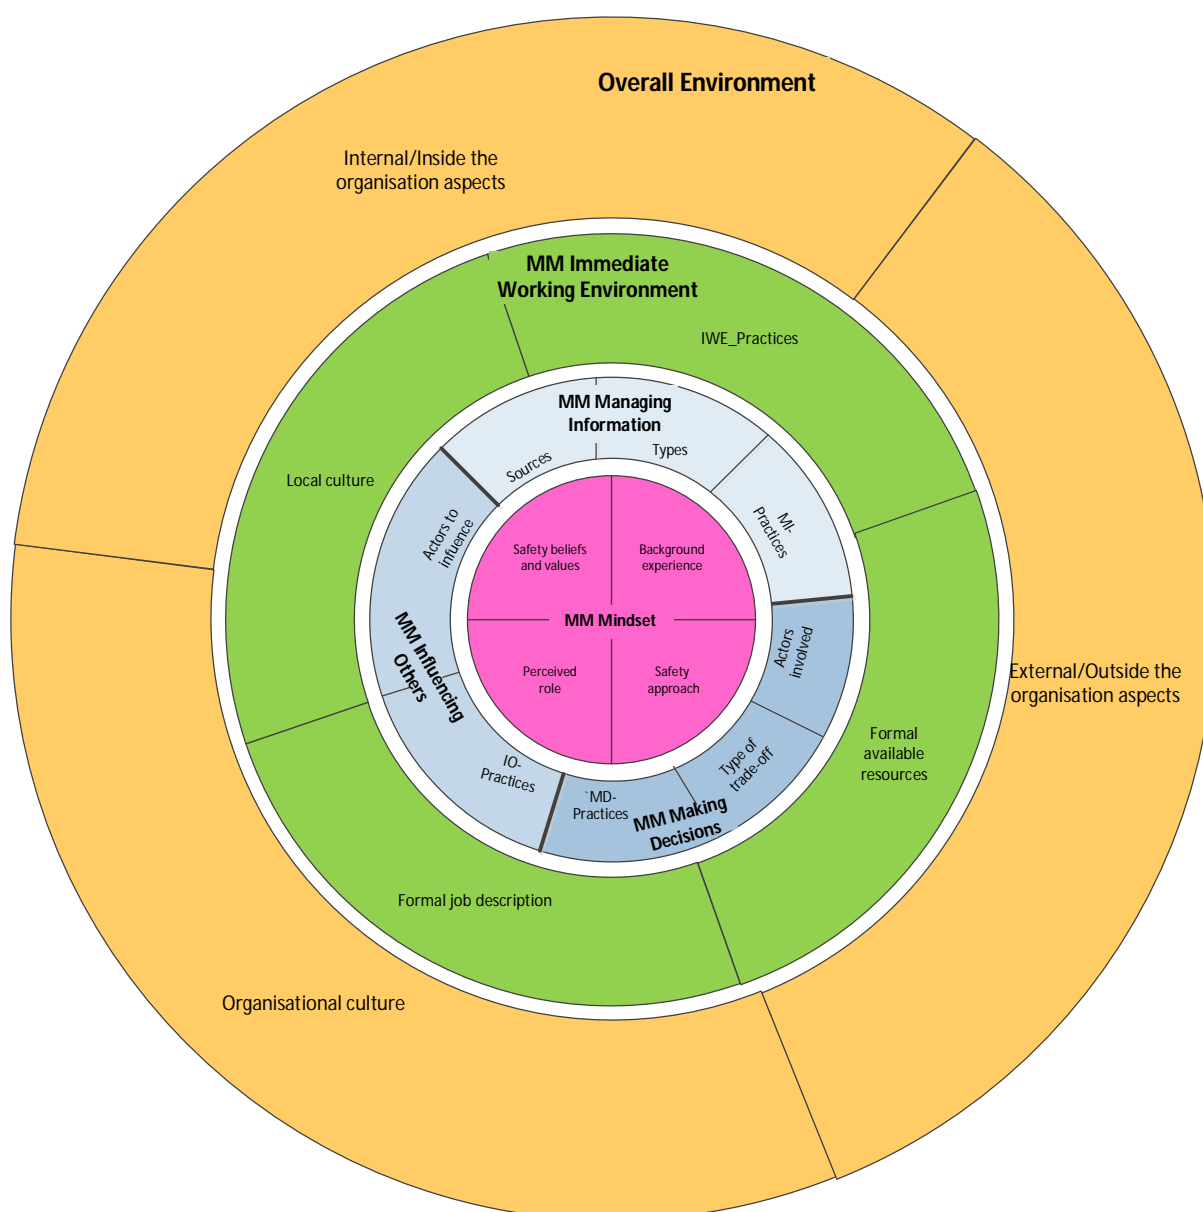 Overall Environment
Internal/Inside the
organisation aspects
MM Immediate
Working Environment
IWE_Practices
MM Managing
Information
Sources
Types
MI-
Practices
Local culture
Actors to
infuence
Safety beliefs
and values
Background
experience
MM Mindset
Perceived
role
Safety
approach
Actors
involved
MM Influencing
Others
External/Outside the
organisation aspects
Formal
available
resources
Type of
trade-off
IO-
Practices
`MD-
Practices
MM Making
Decisions
Formal job description
Organisational culture